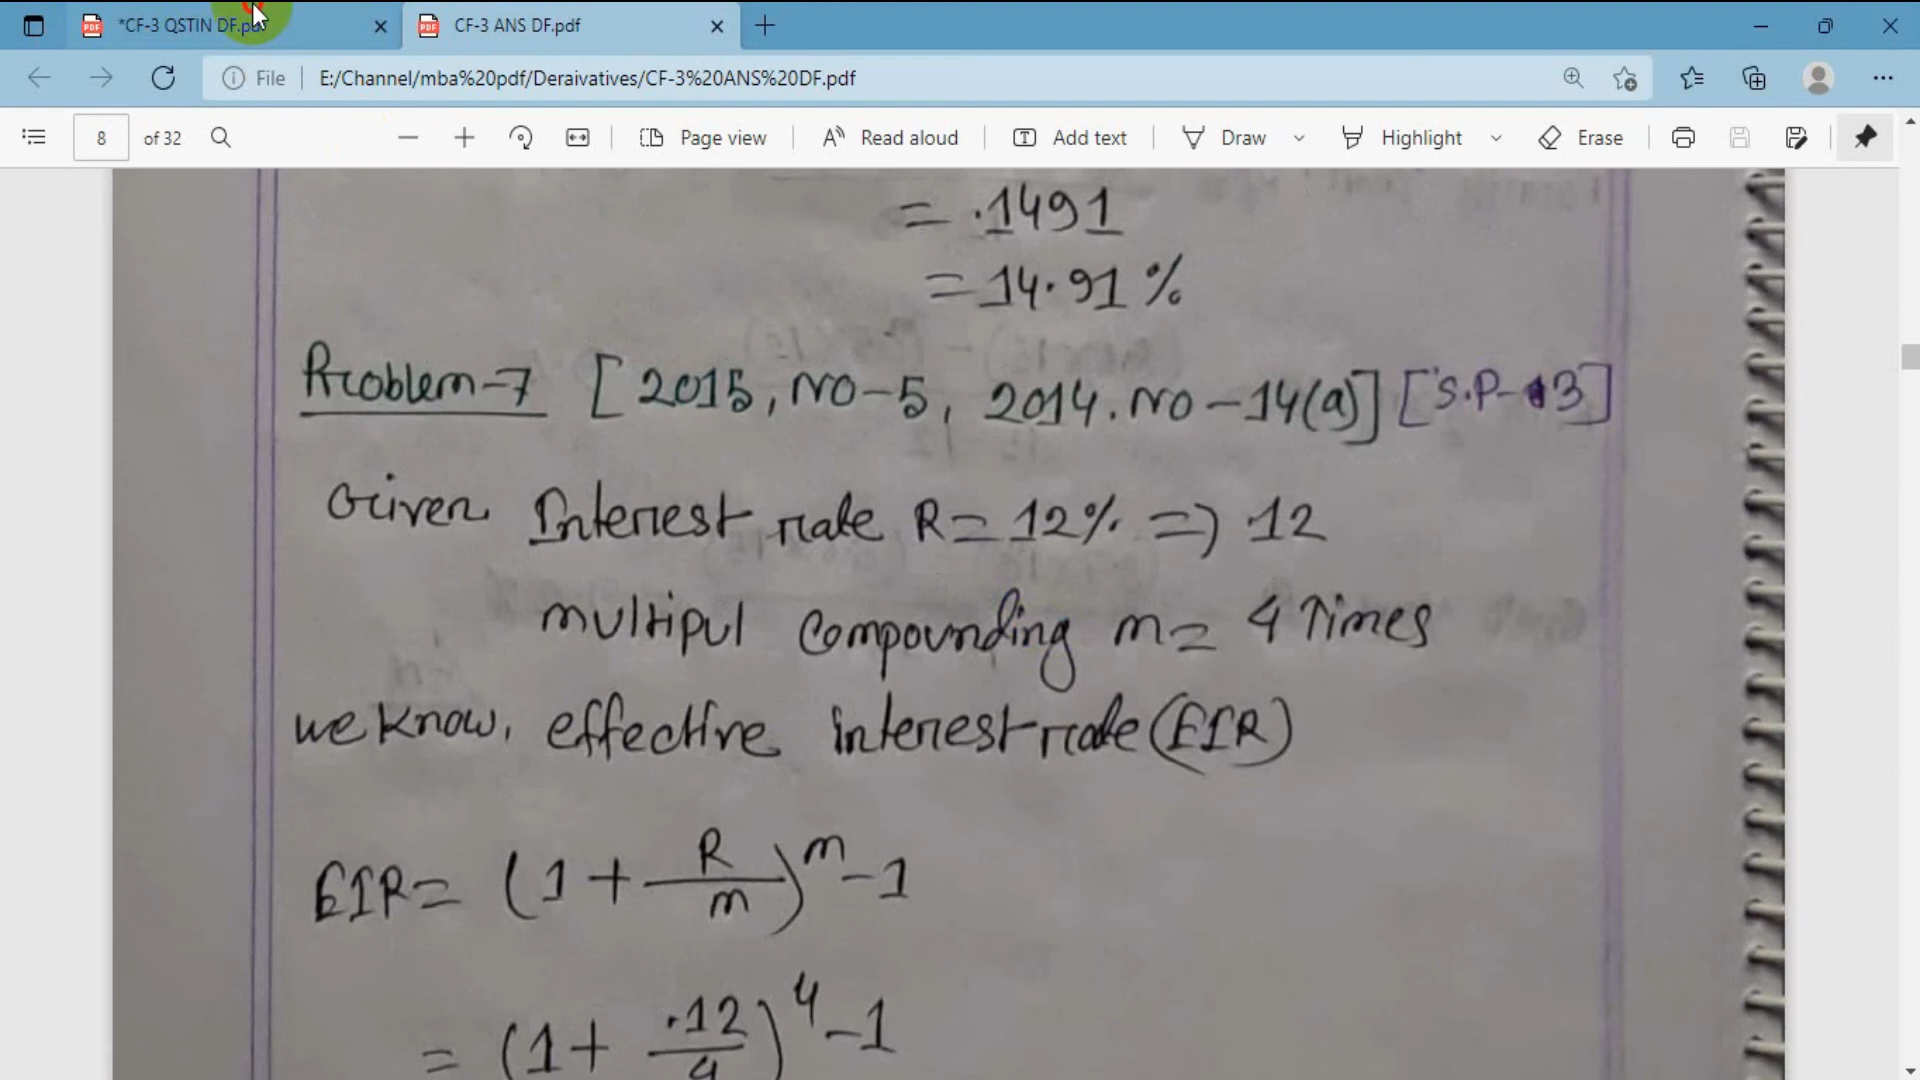 *CF-3 QSTIN DF.pdf
CF-3 ANS DF.pdf
File
E:/Channel/mba%20pdf/Deraivatives/CF-3%20ANS%20DF.pdf
8 of 32
Page view
Read aloud
Add text
Draw
Highlight
Erase
= .1491
= 14.91 %
Problem-7 [2015, NO-5, 2014. NO-14(a)] [S.P-13]
Given Interest rate R = 12% => .12
multipul compounding m = 4 Times
we know, effective interest rate (EIR)
EIR = (1 + R/m)^m - 1
= (1 + .12/4)^4 - 1